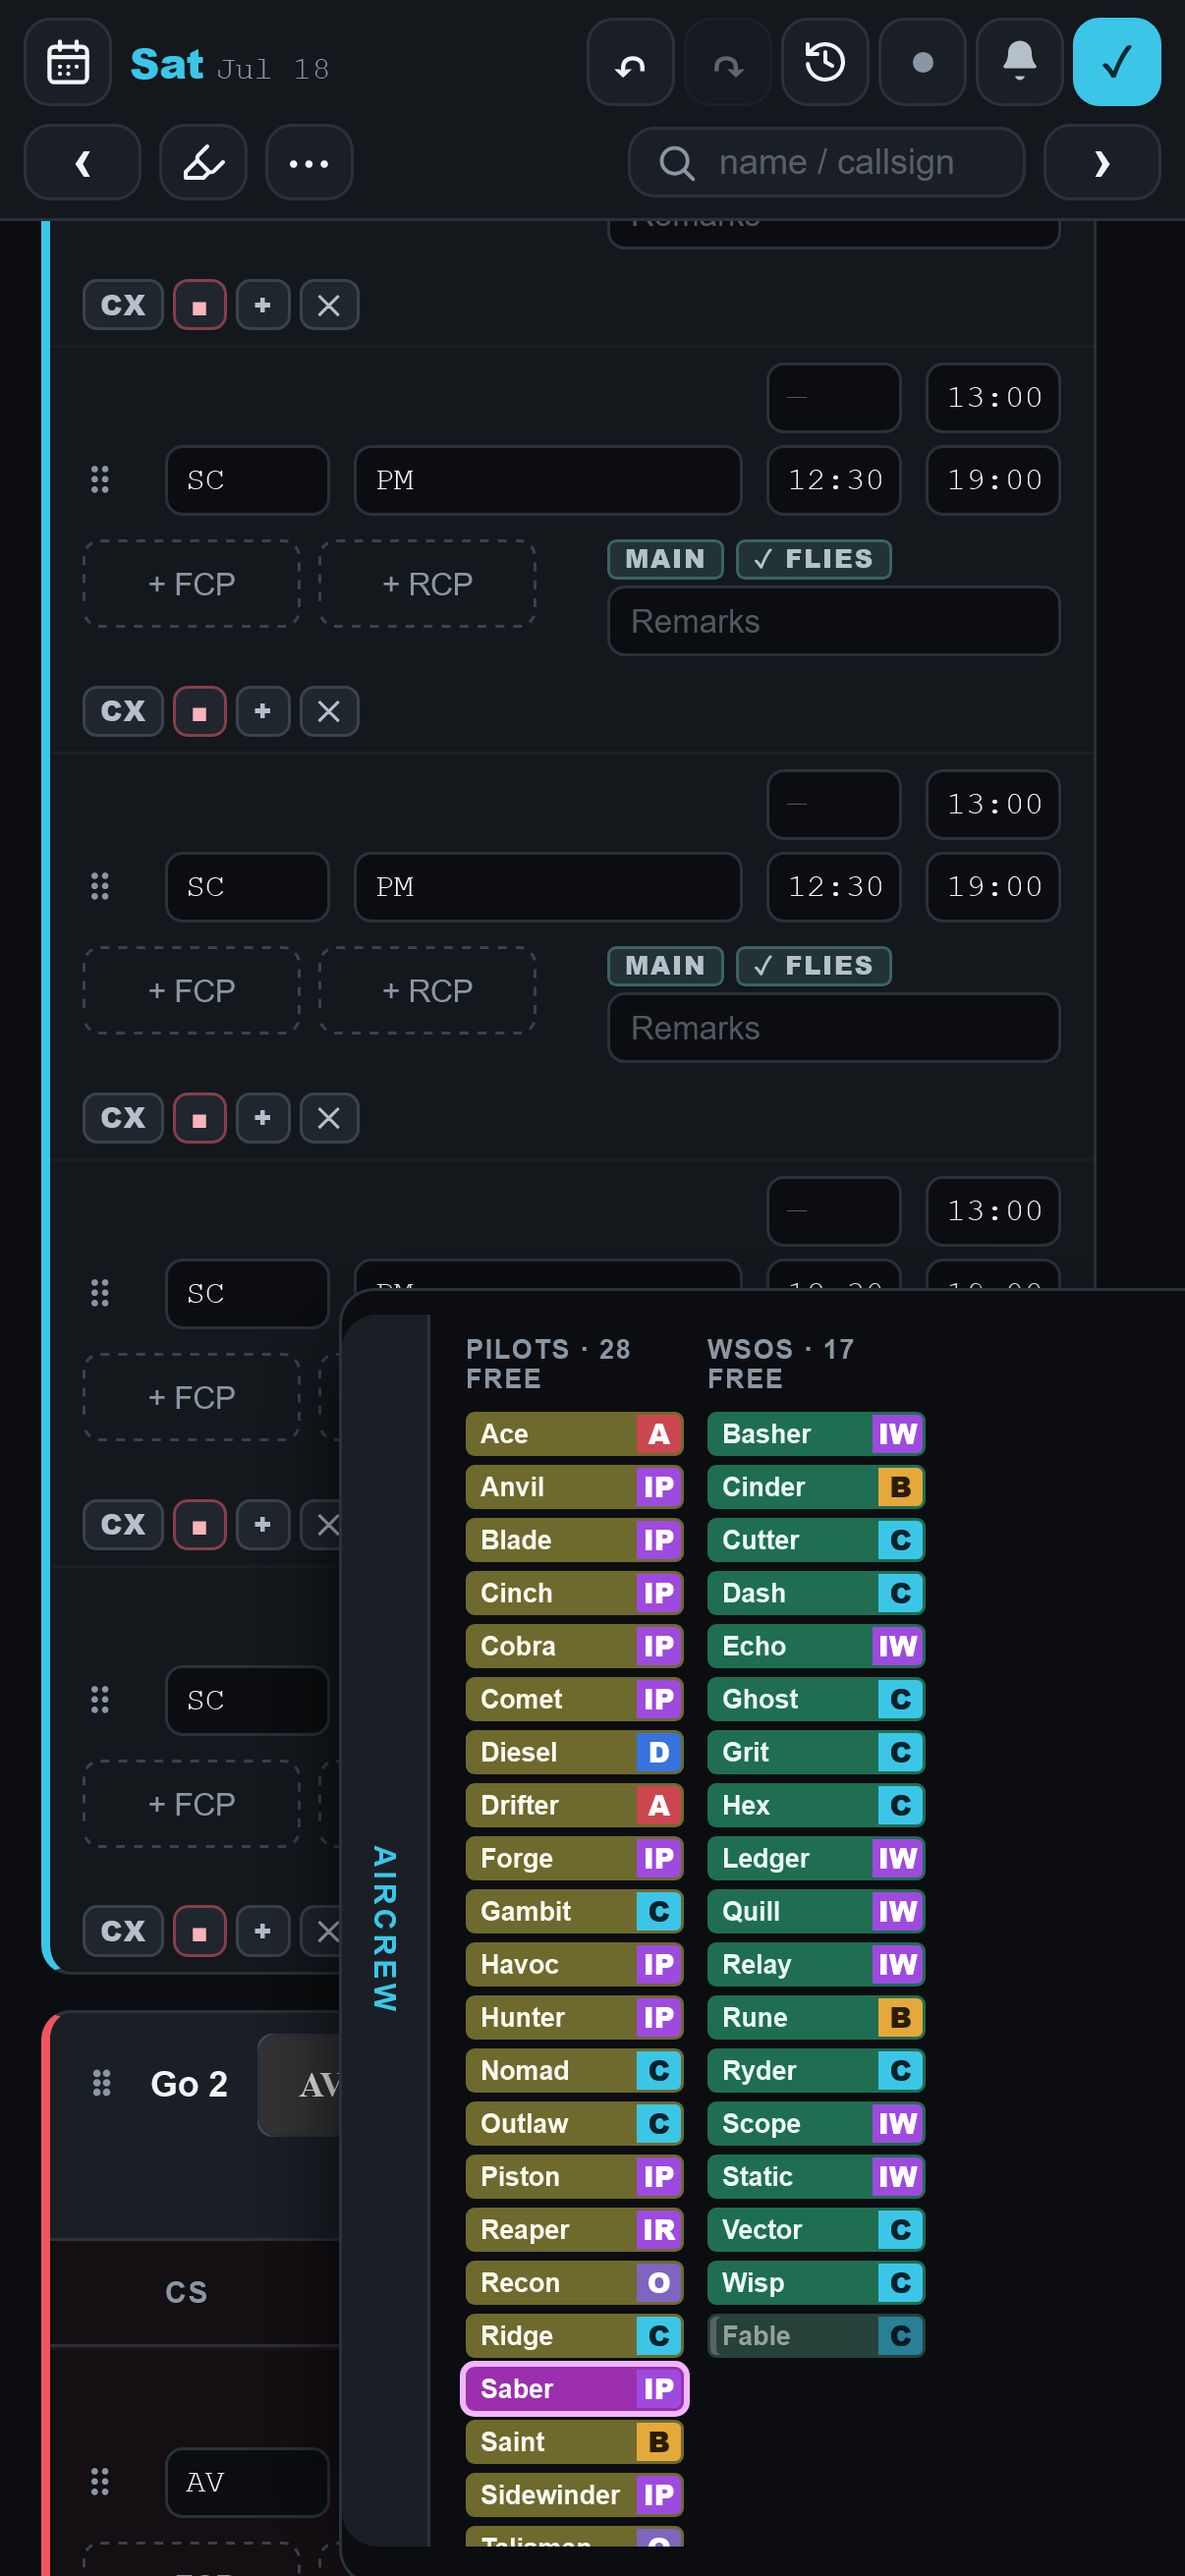 Sat Jul 18
name / callsign
Remarks
CX + ×
— 13:00
SC PM 12:30 19:00
+ FCP + RCP MAIN ✓ FLIES
Remarks
CX + ×
— 13:00
SC PM 12:30 19:00
+ FCP + RCP MAIN ✓ FLIES
Remarks
CX + ×
— 13:00
SC PM
+ FCP
CX + ×
SC
+ FCP
CX + ×
Go 2 AV
CS
AV
AIRCREW
PILOTS · 28 FREE
Ace A
Anvil IP
Blade IP
Cinch IP
Cobra IP
Comet IP
Diesel D
Drifter A
Forge IP
Gambit C
Havoc IP
Hunter IP
Nomad C
Outlaw C
Piston IP
Reaper IR
Recon O
Ridge C
Saber IP
Saint B
Sidewinder IP
Talisman
WSOS · 17 FREE
Basher IW
Cinder B
Cutter C
Dash C
Echo IW
Ghost C
Grit C
Hex C
Ledger IW
Quill IW
Relay IW
Rune B
Ryder C
Scope IW
Static IW
Vector C
Wisp C
Fable C